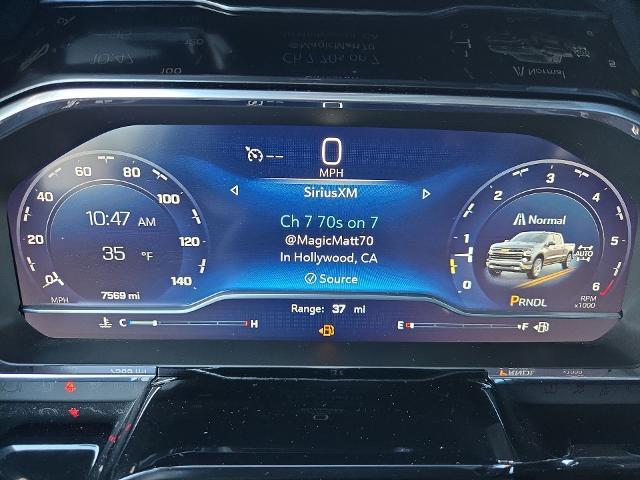 0
MPH
SiriusXM
Ch 7 70s on 7
@MagicMatt70
In Hollywood, CA
Source
Range: 37 mi
20
40
60
80
100
120
140
MPH
10:47 AM
35 °F
7569 mi
C H
0
1
2
3
4
5
6
Normal
AUTO
PRNDL
RPM
x1000
E F